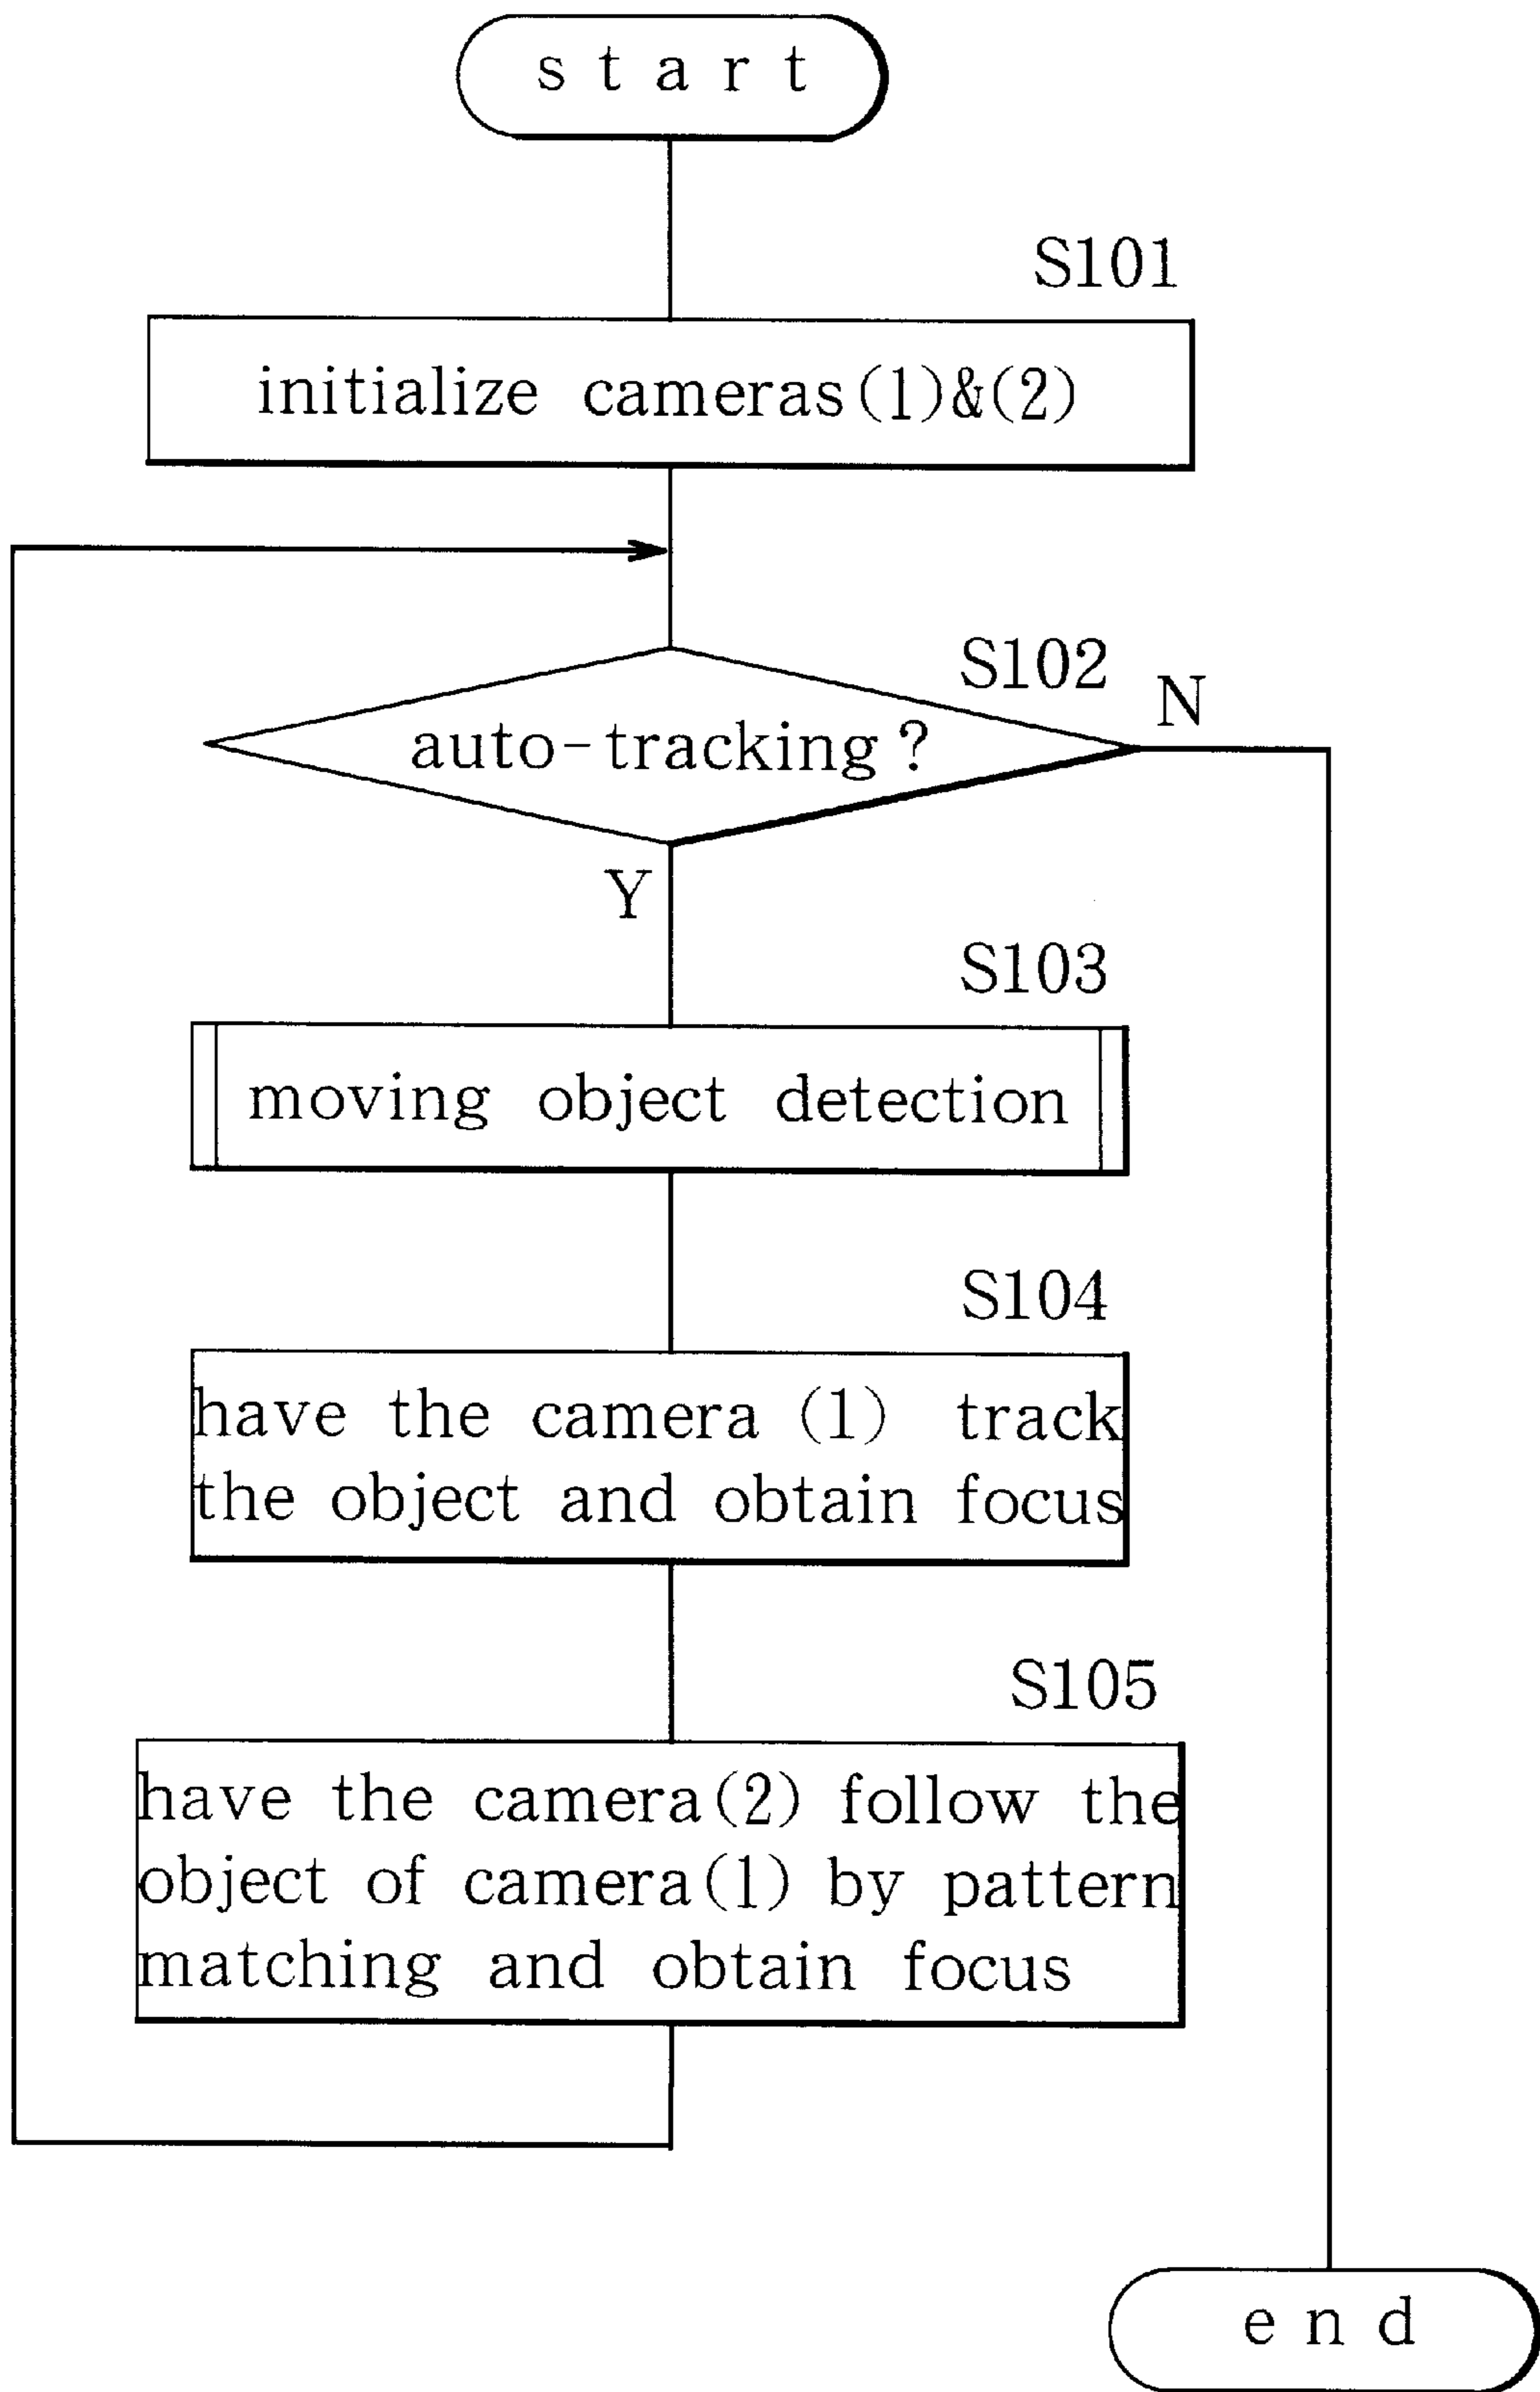 start
S101
initialize cameras(1)&(2)
S102
N
auto-tracking?
Y
S103
moving object detection
S104
have the camera (1) track
the object and obtain focus
S105
have the camera(2) follow the
object of camera(1) by pattern
matching and obtain focus
end